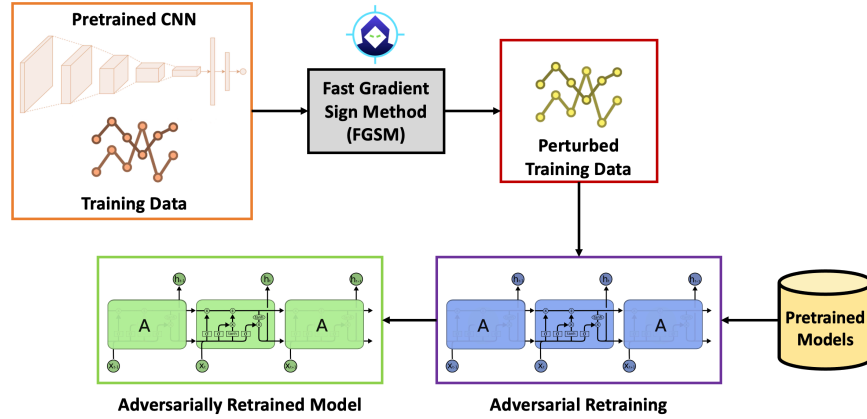 Pretrained CNN
Training Data
Fast Gradient
Sign Method
(FGSM)
Perturbed
Training Data
A
A
A
A
Pretrained
Models
Adversarially Retrained Model
Adversarial Retraining